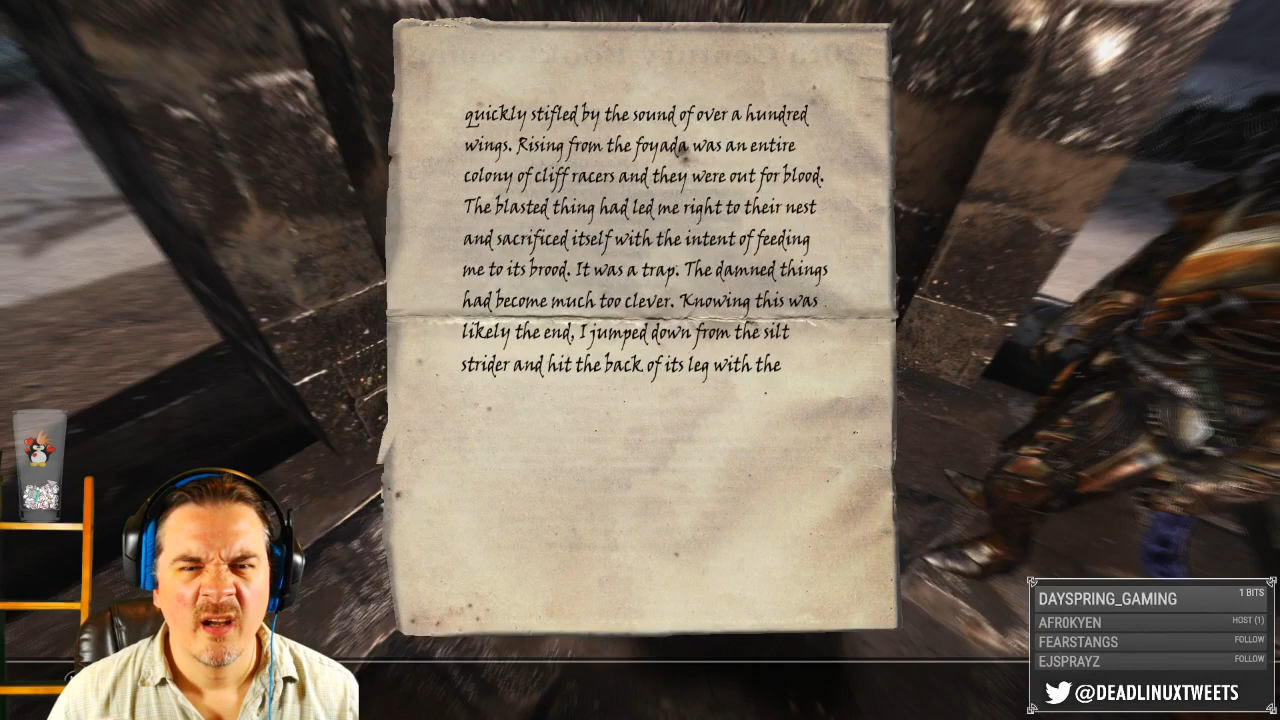 quickly stifled by the sound of over a hundred
wings. Rising from the foyada was an entire
colony of cliff racers and they were out for blood.
The blasted thing had led me right to their nest
and sacrificed itself with the intent of feeding
me to its brood. It was a trap. The damned things
had become much too clever. Knowing this was
likely the end, I jumped down from the silt
strider and hit the back of its leg with the
DAYSPRING_GAMING 1 BITS
AFR0KYEN HOST (1)
FEARSTANGS FOLLOW
EJSPRAYZ FOLLOW
@DEADLINUXTWEETS